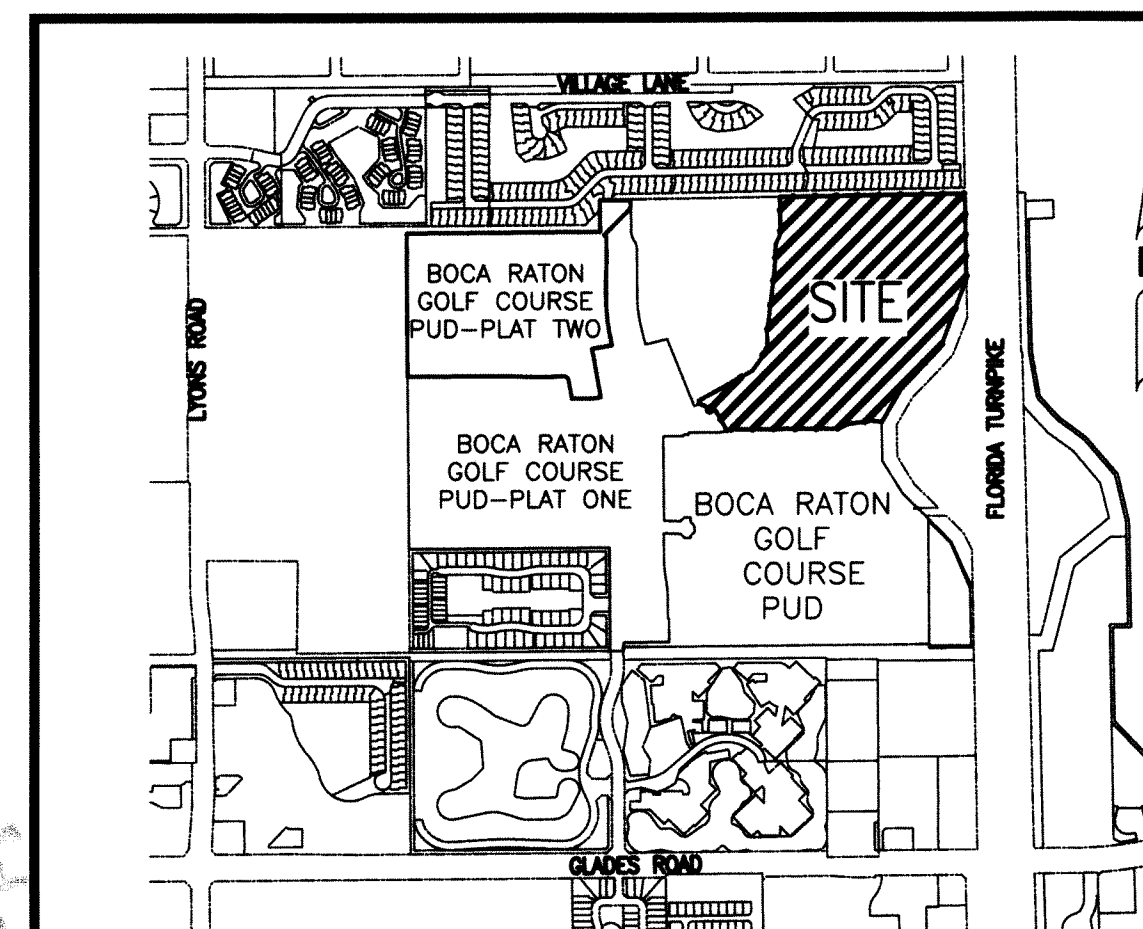 VILLAGE LANE
BOCA RATON
GOLF COURSE
PUD-PLAT TWO
SITE
LYONS ROAD
FLORIDA TURNPIKE
BOCA RATON
GOLF COURSE
PUD-PLAT ONE
BOCA RATON
GOLF
COURSE
PUD
GLADES ROAD